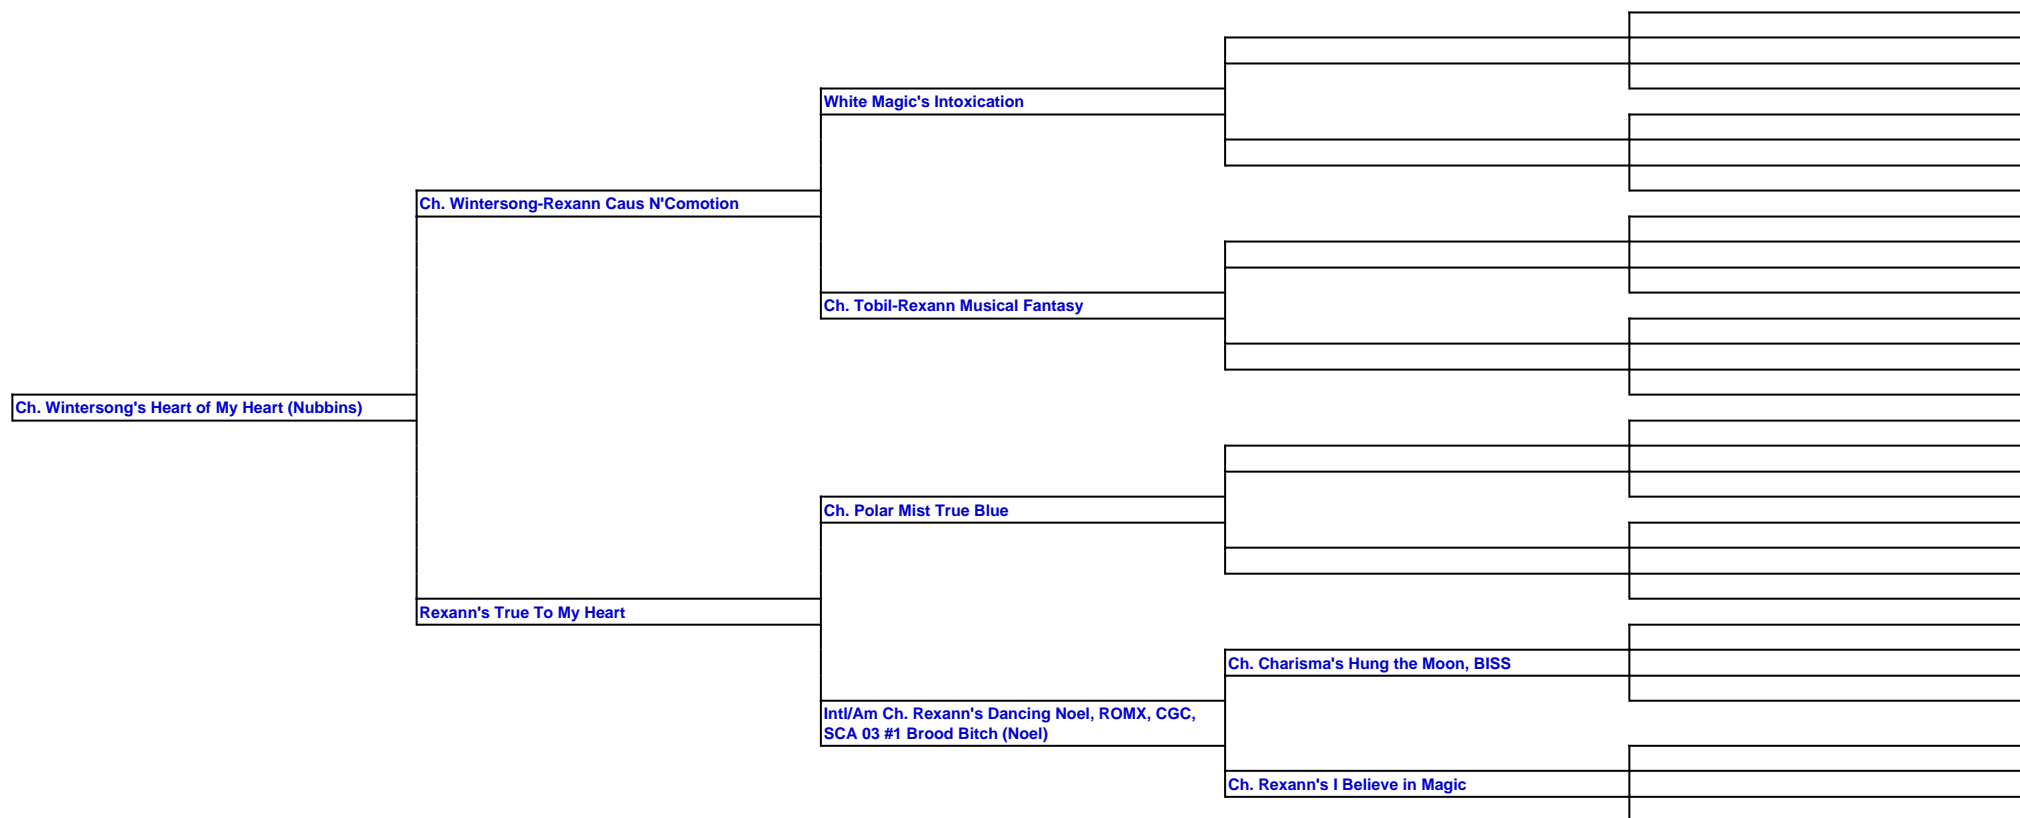 White Magic's Intoxication
Ch. Wintersong-Rexann Caus N'Comotion
Ch. Tobil-Rexann Musical Fantasy
Ch. Wintersong's Heart of My Heart (Nubbins)
Ch. Polar Mist True Blue
Rexann's True To My Heart
Ch. Charisma's Hung the Moon, BISS
Intl/Am Ch. Rexann's Dancing Noel, ROMX, CGC,
SCA 03 #1 Brood Bitch (Noel)
Ch. Rexann's I Believe in Magic